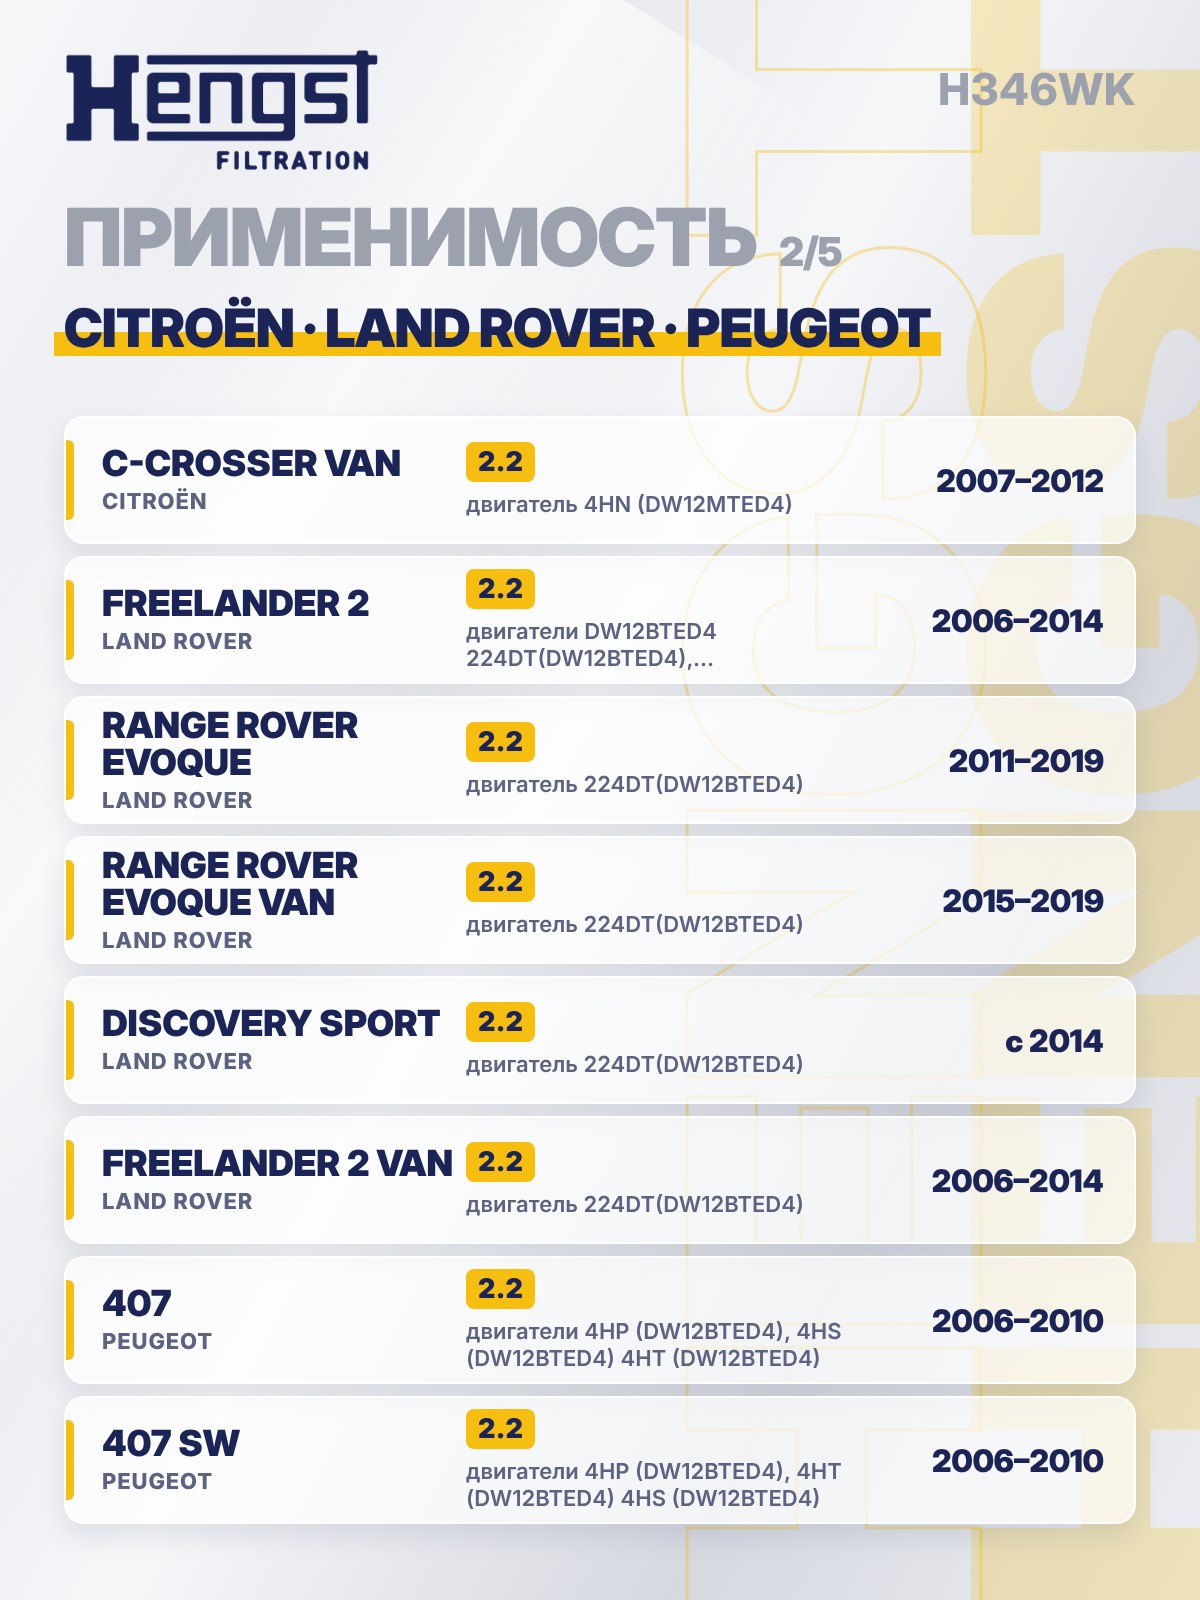 Hengst
FILTRATION
H346WK
ПРИМЕНИМОСТЬ 2/5
CITROËN · LAND ROVER · PEUGEOT
C-CROSSER VAN
CITROËN
2.2
двигатель 4HN (DW12MTED4)
2007–2012
FREELANDER 2
LAND ROVER
2.2
двигатели DW12BTED4
224DT(DW12BTED4),...
2006–2014
RANGE ROVER
EVOQUE
LAND ROVER
2.2
двигатель 224DT(DW12BTED4)
2011–2019
RANGE ROVER
EVOQUE VAN
LAND ROVER
2.2
двигатель 224DT(DW12BTED4)
2015–2019
DISCOVERY SPORT
LAND ROVER
2.2
двигатель 224DT(DW12BTED4)
с 2014
FREELANDER 2 VAN
LAND ROVER
2.2
двигатель 224DT(DW12BTED4)
2006–2014
407
PEUGEOT
2.2
двигатели 4HP (DW12BTED4), 4HS
(DW12BTED4) 4HT (DW12BTED4)
2006–2010
407 SW
PEUGEOT
2.2
двигатели 4HP (DW12BTED4), 4HT
(DW12BTED4) 4HS (DW12BTED4)
2006–2010
HENGST
HENGST